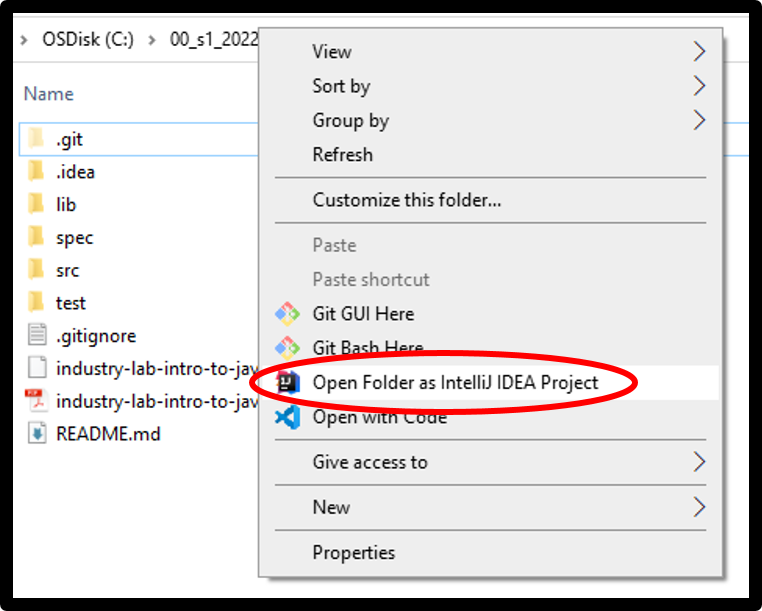 OSDisk (C:) > 00_s1_2022
Name
.git
.idea
lib
spec
src
test
.gitignore
industry-lab-intro-to-jav
industry-lab-intro-to-jav
README.md
View
Sort by
Group by
Refresh
Customize this folder...
Paste
Paste shortcut
Git GUI Here
Git Bash Here
Open Folder as IntelliJ IDEA Project
Open with Code
Give access to
New
Properties